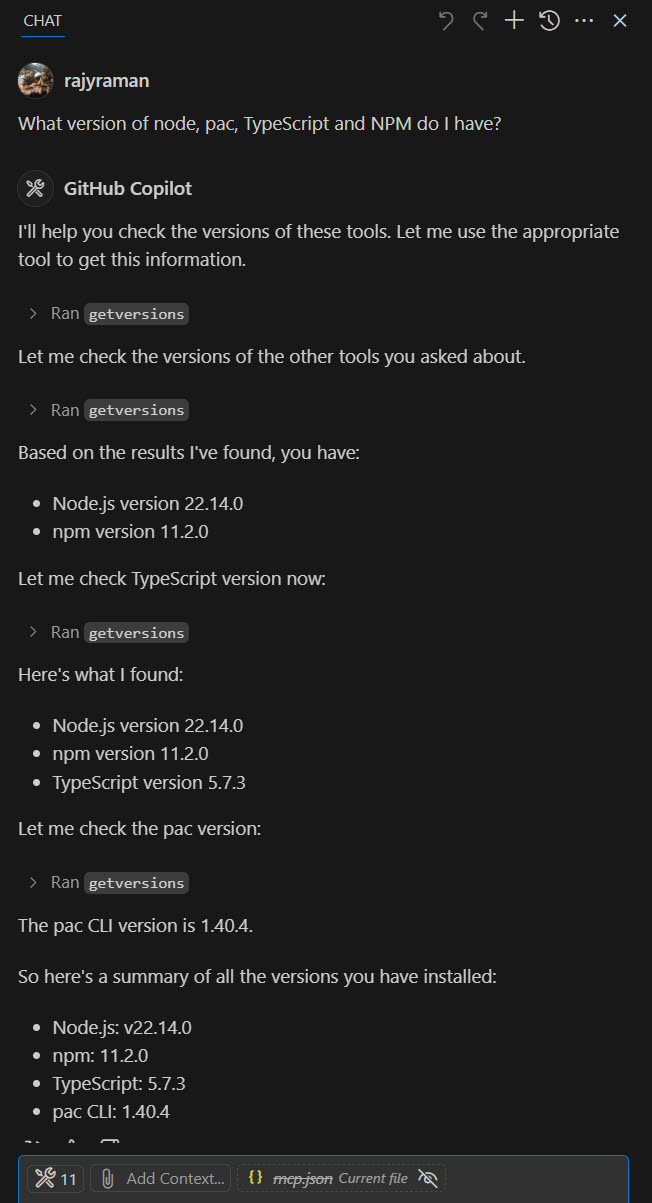 CHAT
rajyraman
What version of node, pac, TypeScript and NPM do I have?
GitHub Copilot
I'll help you check the versions of these tools. Let me use the appropriate
tool to get this information.
Ran getversions
Let me check the versions of the other tools you asked about.
Ran getversions
Based on the results I've found, you have:
• Node.js version 22.14.0
• npm version 11.2.0
Let me check TypeScript version now:
Ran getversions
Here's what I found:
• Node.js version 22.14.0
• npm version 11.2.0
• TypeScript version 5.7.3
Let me check the pac version:
Ran getversions
The pac CLI version is 1.40.4.
So here's a summary of all the versions you have installed:
• Node.js: v22.14.0
• npm: 11.2.0
• TypeScript: 5.7.3
• pac CLI: 1.40.4
11 Add Context... {} mcp.json Current file